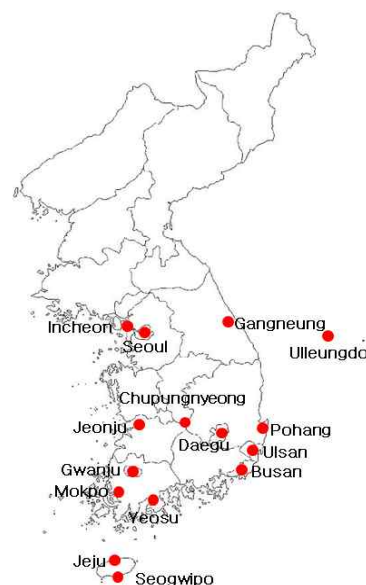 Incheon
Gangneung
Seoul
Ulleungdo
Chupungnyeong
Jeonju
Pohang
Daegu
Ulsan
Gwanju
Busan
Mokpo
Yeosu
Jeju
Seogwipo